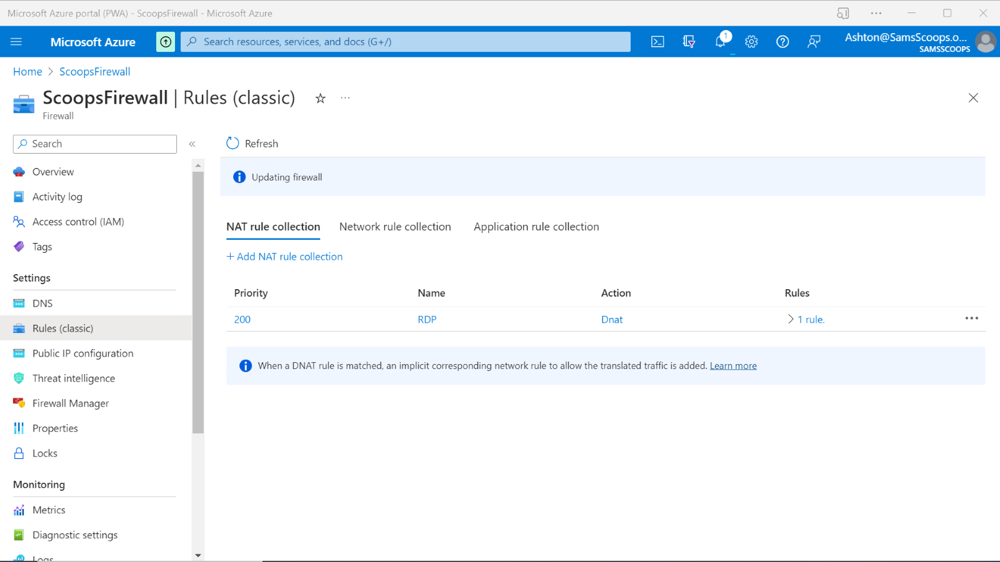 Microsoft Azure portal (PWA) - ScoopsFirewall - Microsoft Azure
Microsoft Azure
Search resources, services, and docs (G+/)
1
Ashton@SamsScoops.o...
SAMSSCOOPS
Home > ScoopsFirewall
ScoopsFirewall | Rules (classic)
Firewall
Search
Refresh
Overview
Updating firewall
Activity log
Access control (IAM)
NAT rule collection
Network rule collection
Application rule collection
Tags
+ Add NAT rule collection
Settings
Priority
Name
Action
Rules
DNS
200
RDP
Dnat
1 rule.
Rules (classic)
Public IP configuration
When a DNAT rule is matched, an implicit corresponding network rule to allow the translated traffic is added. Learn more
Threat intelligence
Firewall Manager
Properties
Locks
Monitoring
Metrics
Diagnostic settings
Logs